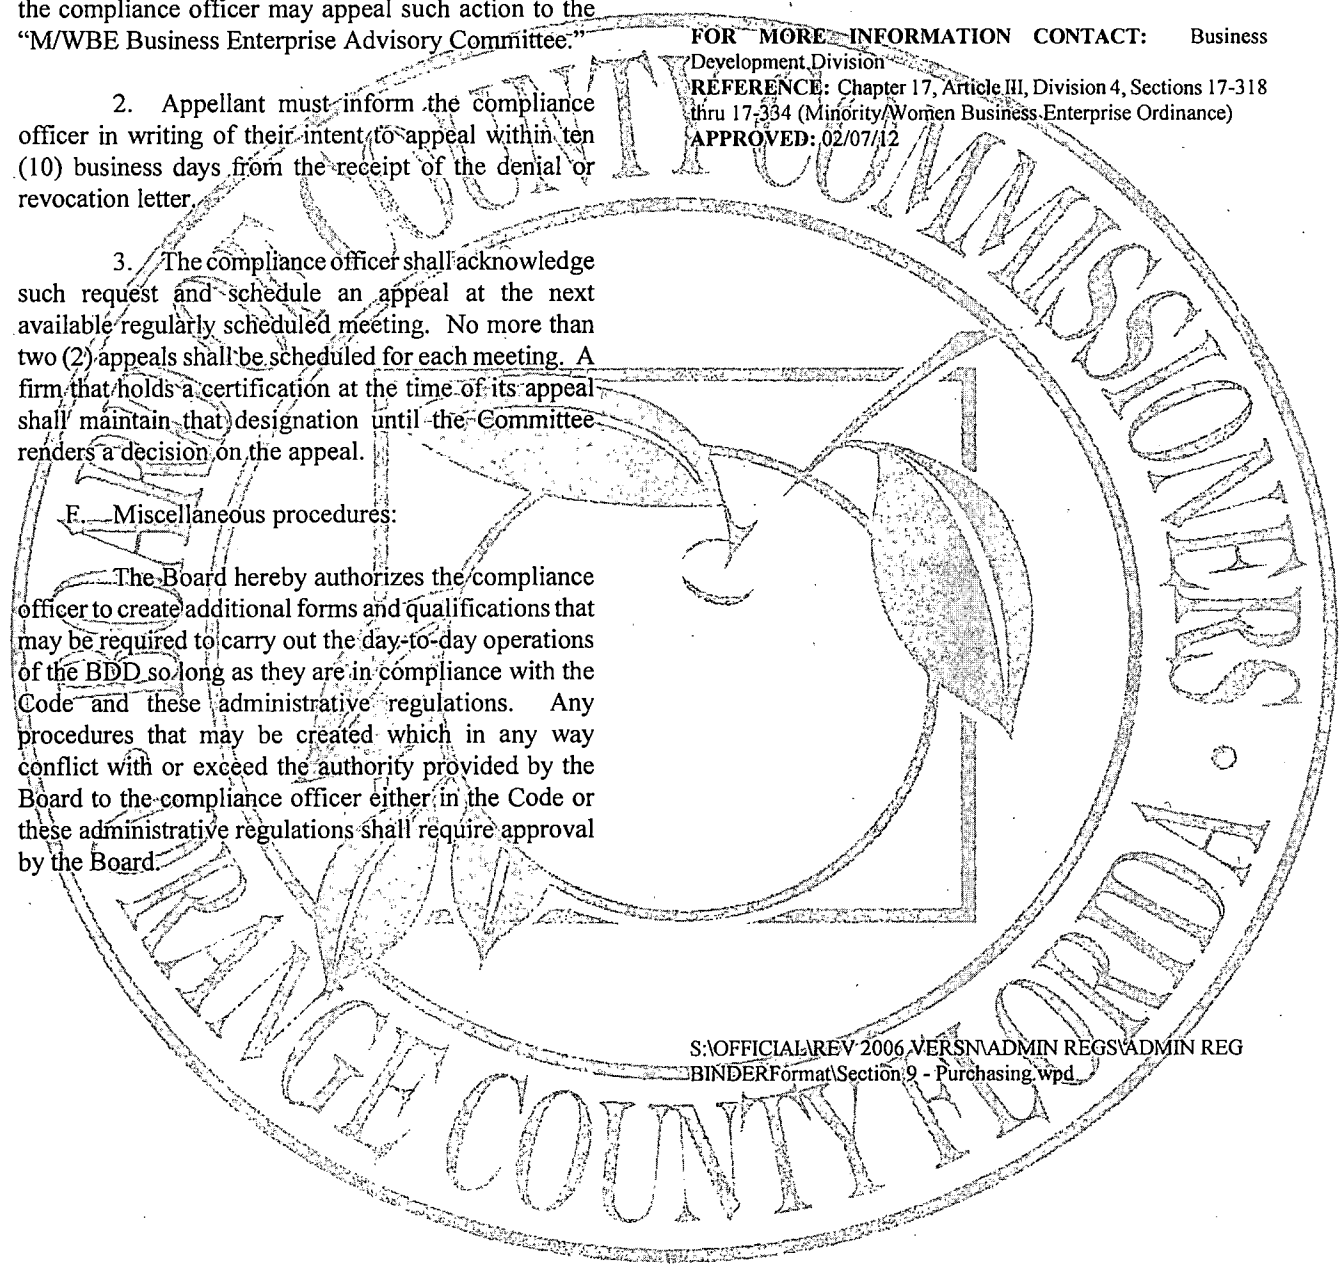 the compliance officer may appeal such action to the
“M/WBE Business Enterprise Advisory Committee.”
2. Appellant must inform the compliance
officer in writing of their intent to appeal within ten
(10) business days from the receipt of the denial or
revocation letter.
3. The compliance officer shall acknowledge
such request and schedule an appeal at the next
available regularly scheduled meeting. No more than
two (2) appeals shall be scheduled for each meeting. A
firm that holds a certification at the time of its appeal
shall maintain that designation until the Committee
renders a decision on the appeal.
F. Miscellaneous procedures:
The Board hereby authorizes the compliance
officer to create additional forms and qualifications that
may be required to carry out the day-to-day operations
of the BDD so long as they are in compliance with the
Code and these administrative regulations. Any
procedures that may be created which in any way
conflict with or exceed the authority provided by the
Board to the compliance officer either in the Code or
these administrative regulations shall require approval
by the Board.
FOR MORE INFORMATION CONTACT: Business
Development Division
REFERENCE: Chapter 17, Article III, Division 4, Sections 17-318
thru 17-334 (Minority/Women Business Enterprise Ordinance)
APPROVED: 02/07/12
S:\OFFICIAL\REV 2006 VERSN\ADMIN REGS\ADMIN REG
BINDERFormat\Section 9 - Purchasing.wpd
BOARD OF COUNTY COMMISSIONERS •
ORANGE COUNTY FLORIDA